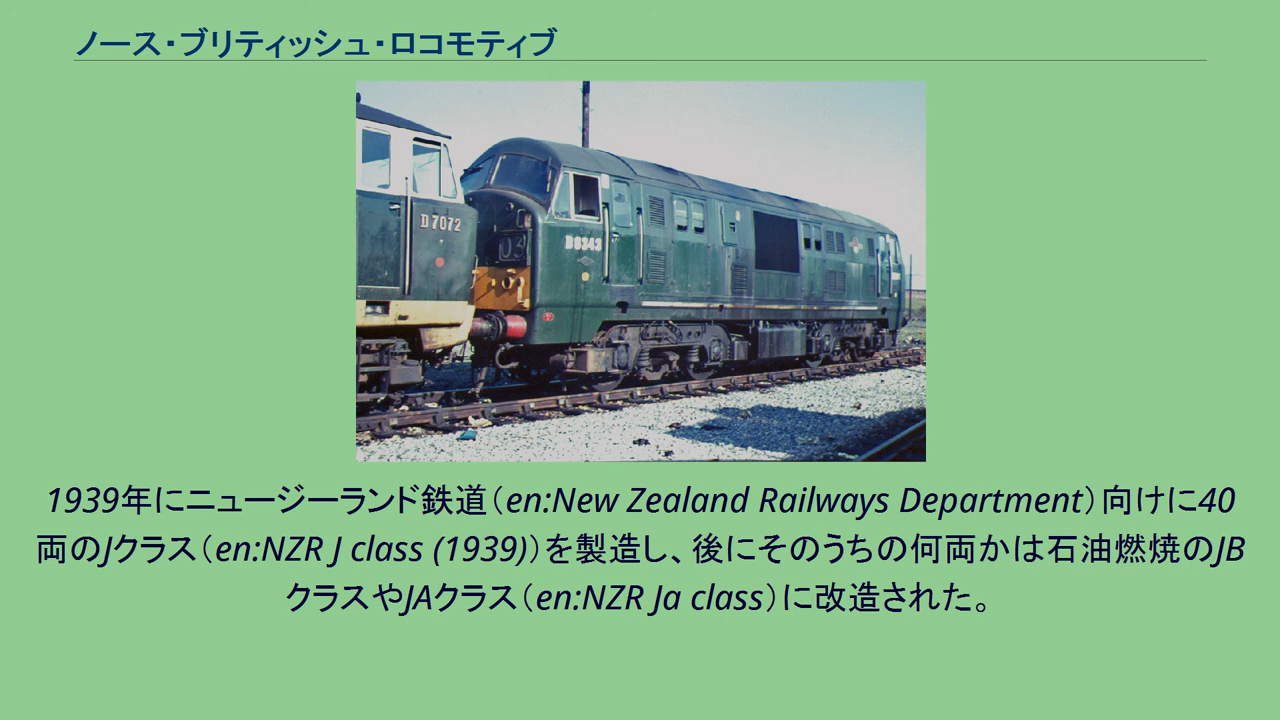 ノース・ブリティッシュ・ロコモティブ
D7072
D6343
1939年にニュージーランド鉄道（en:New Zealand Railways Department）向けに40
両のJクラス（en:NZR J class (1939)）を製造し、後にそのうちの何両かは石油燃焼のJB
クラスやJAクラス（en:NZR Ja class）に改造された。